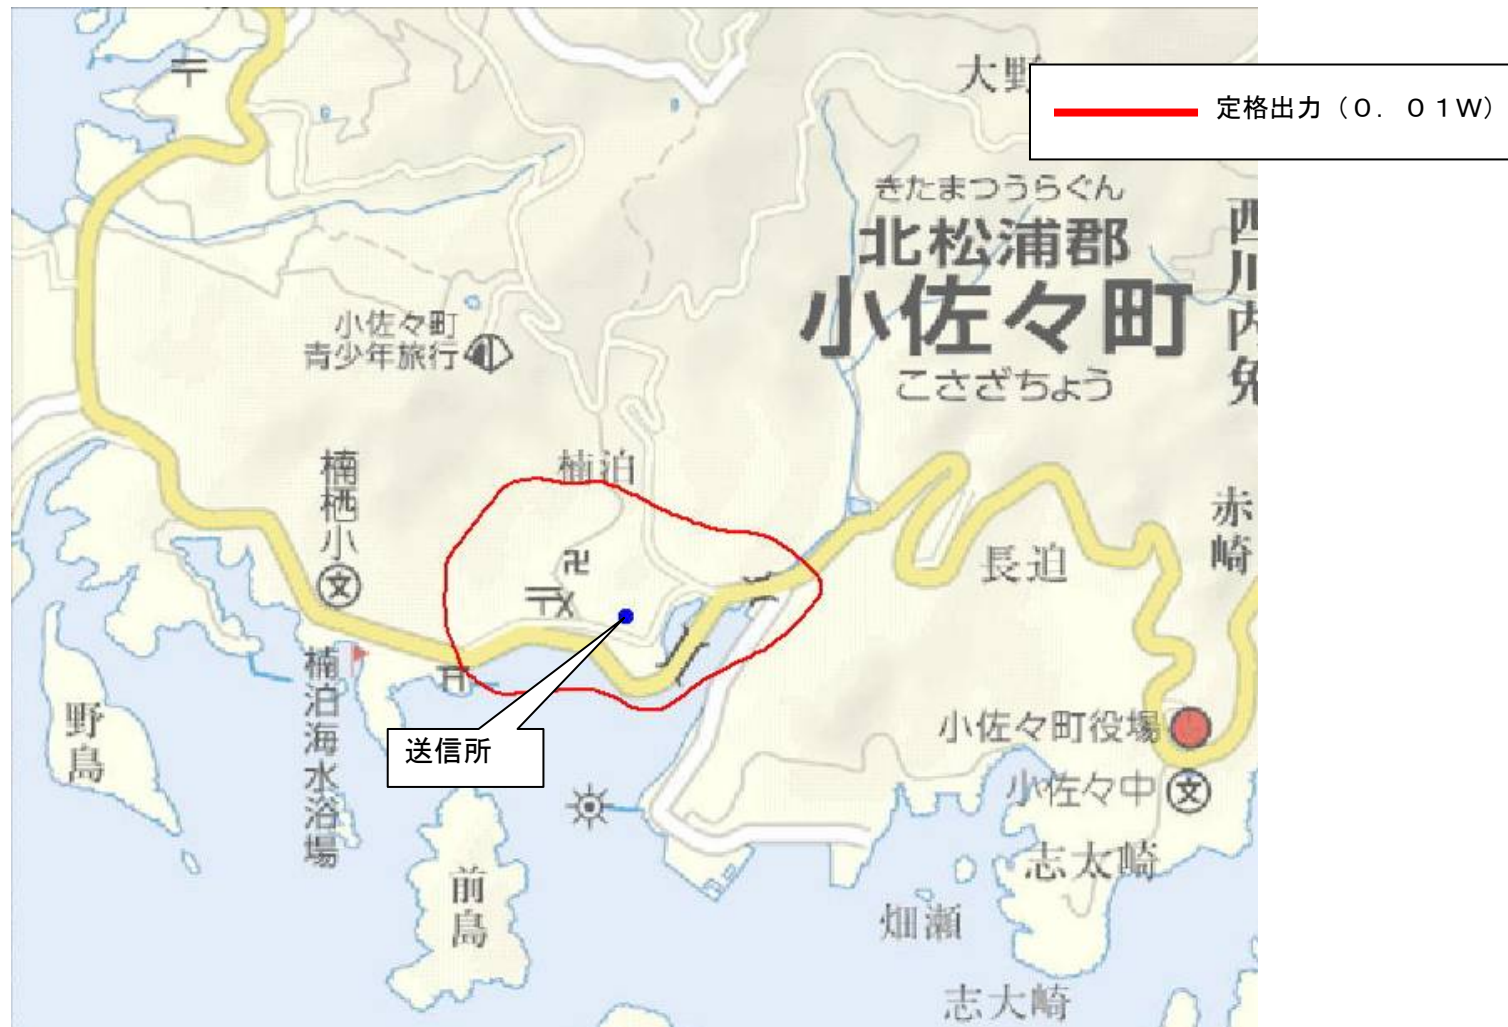 大野
定格出力（０．０１Ｗ）
きたまつうらぐん
北松浦郡
小佐々町
こさざちょう
西川内免
小佐々町
青少年旅行
楠泊
楠栖小
文
赤崎
長迫
楠泊海水浴場
野島
送信所
小佐々町役場
小佐々中
文
志太崎
前島
畑瀬
志大崎